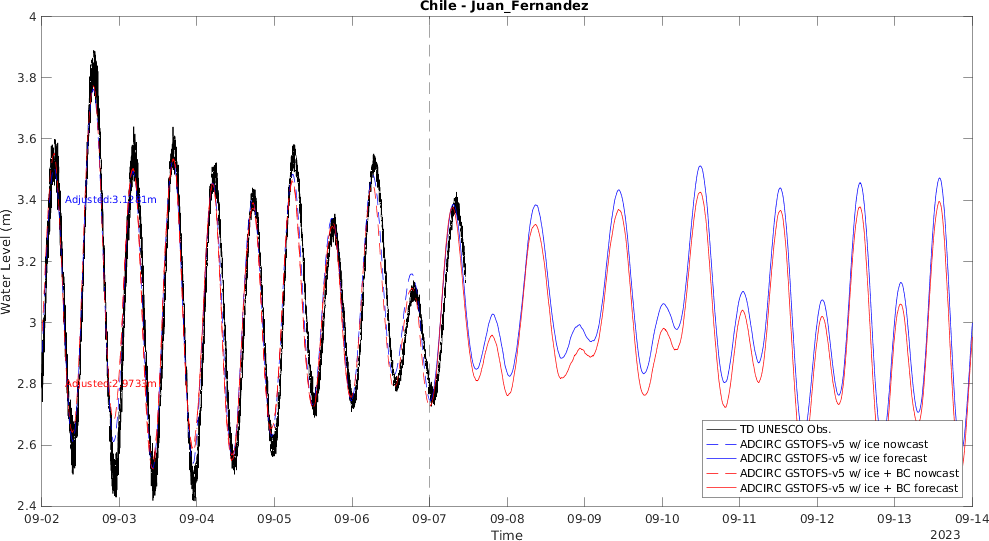 Chile - Juan_Fernandez
4
3.8
3.6
3.4
3.2
3
2.8
2.6
2.4
Water Level (m)
Adjusted:3.1281m
Adjusted:2.9733m
TD UNESCO Obs.
ADCIRC GSTOFS-v5 w/ ice nowcast
ADCIRC GSTOFS-v5 w/ ice forecast
ADCIRC GSTOFS-v5 w/ ice + BC nowcast
ADCIRC GSTOFS-v5 w/ ice + BC forecast
09-02 09-03 09-04 09-05 09-06 09-07 09-08 09-09 09-10 09-11 09-12 09-13 09-14
Time
2023